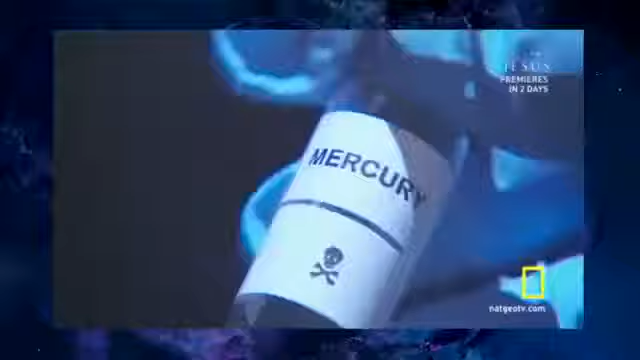 JESUS
PREMIERES
IN 2 DAYS
MERCURY
natgeotv.com